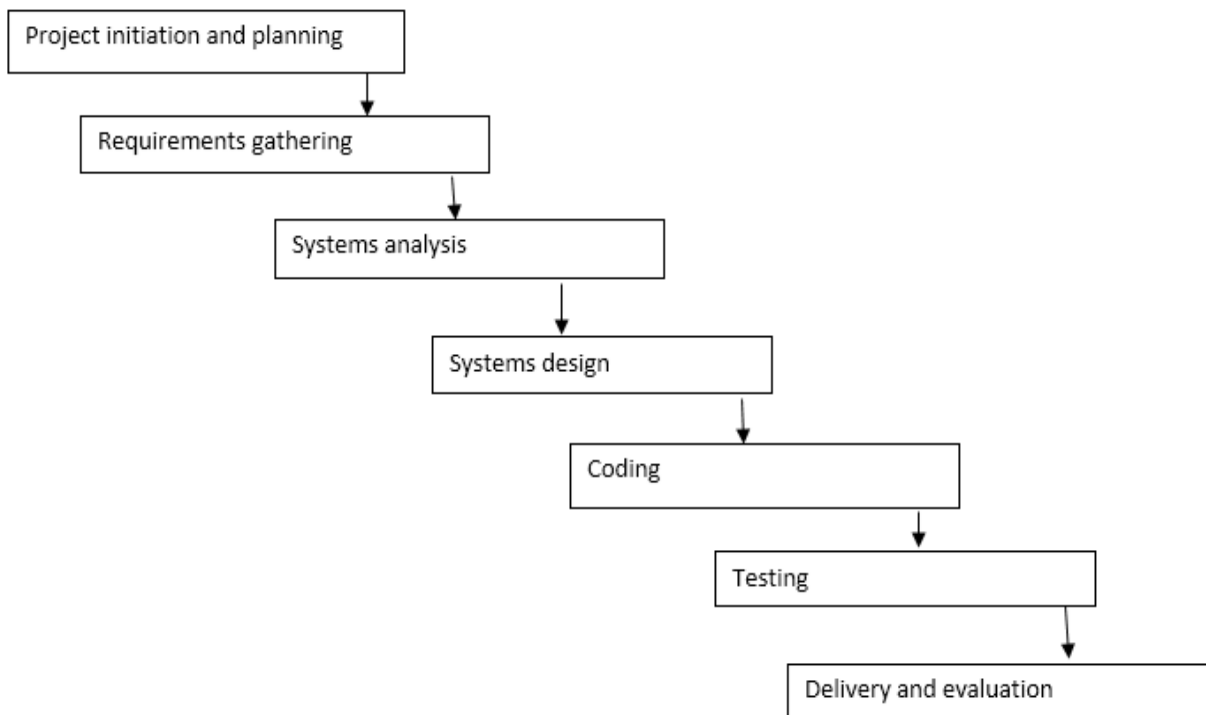 Project initiation and planning
Requirements gathering
Systems analysis
Systems design
Coding
Testing
Delivery and evaluation